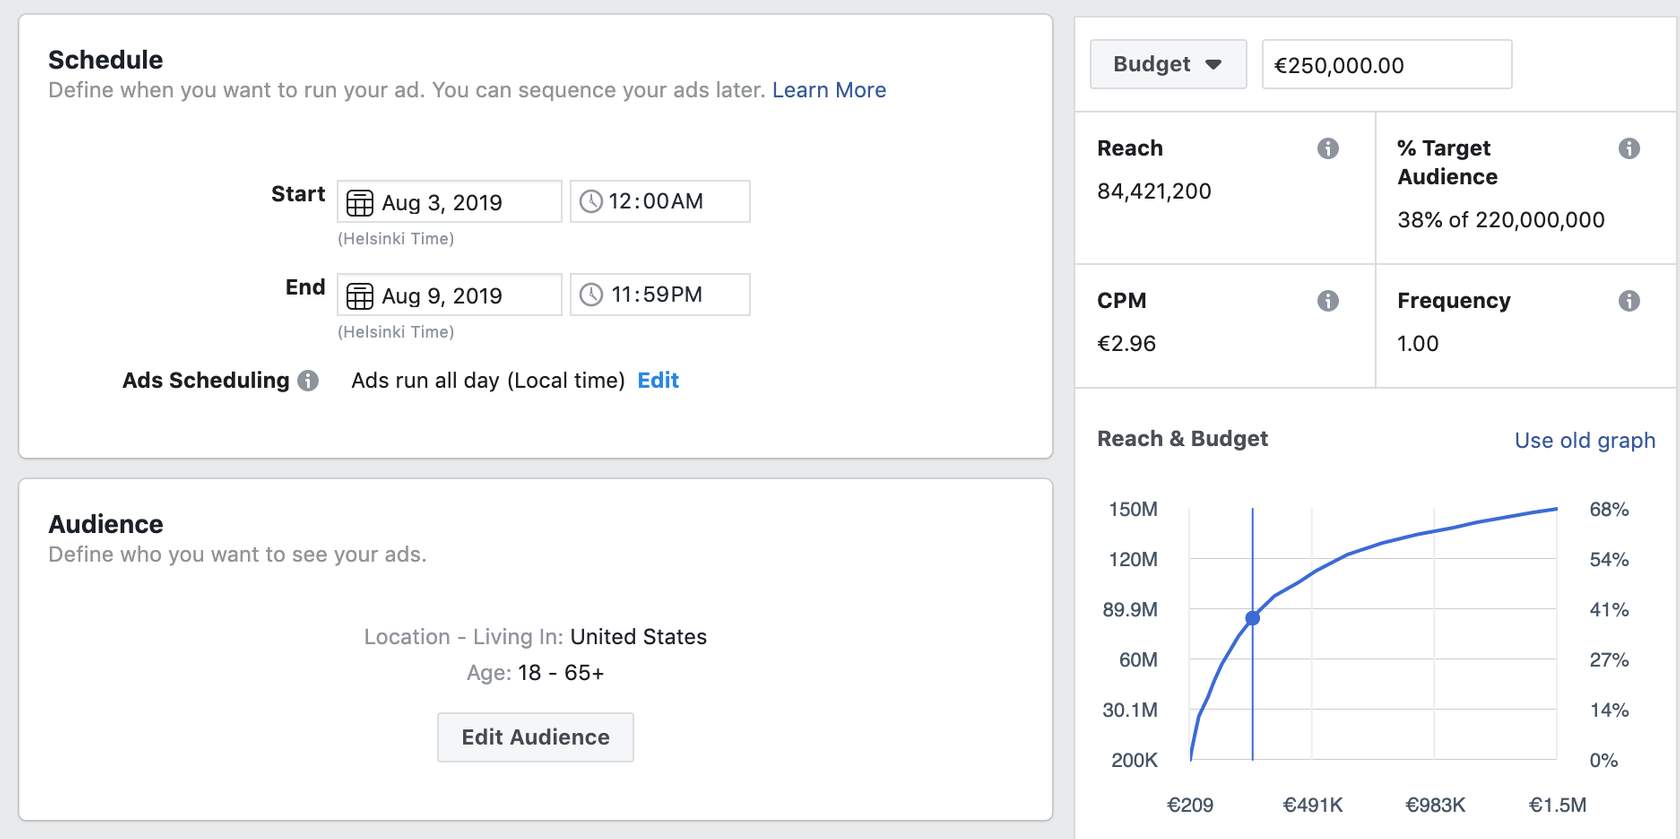 Schedule
Define when you want to run your ad. You can sequence your ads later. Learn More
Start
Aug 3, 2019
12:00AM
(Helsinki Time)
End
Aug 9, 2019
11:59PM
(Helsinki Time)
Ads Scheduling
Ads run all day (Local time) Edit
Audience
Define who you want to see your ads.
Location - Living In: United States
Age: 18 - 65+
Edit Audience
Budget
€250,000.00
Reach
84,421,200
% Target
Audience
38% of 220,000,000
CPM
€2.96
Frequency
1.00
Reach & Budget
Use old graph
150M
68%
120M
54%
89.9M
41%
60M
27%
30.1M
14%
200K
0%
€209
€491K
€983K
€1.5M